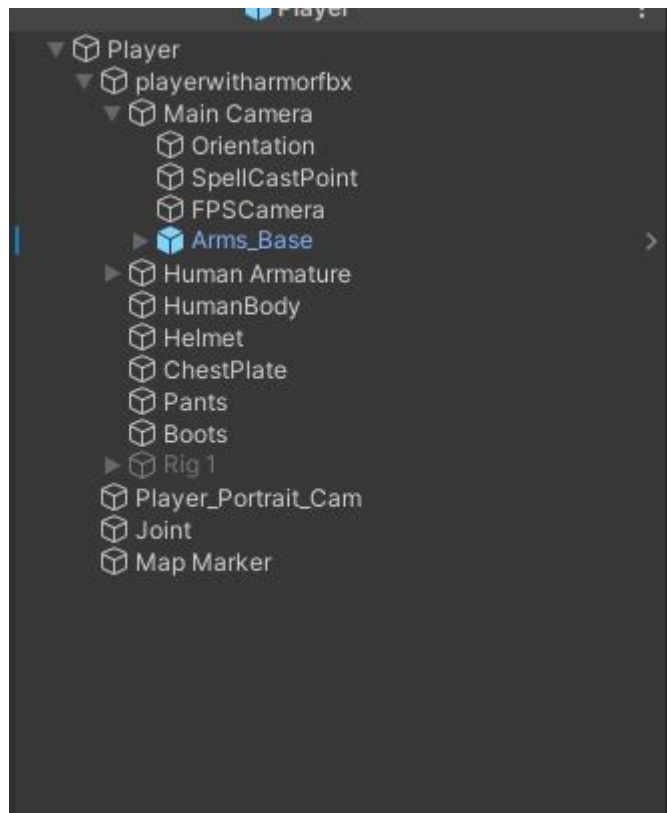 Player
Player
playerwitharmorfbx
Main Camera
Orientation
SpellCastPoint
FPSCamera
Arms_Base
Human Armature
HumanBody
Helmet
ChestPlate
Pants
Boots
Rig 1
Player_Portrait_Cam
Joint
Map Marker